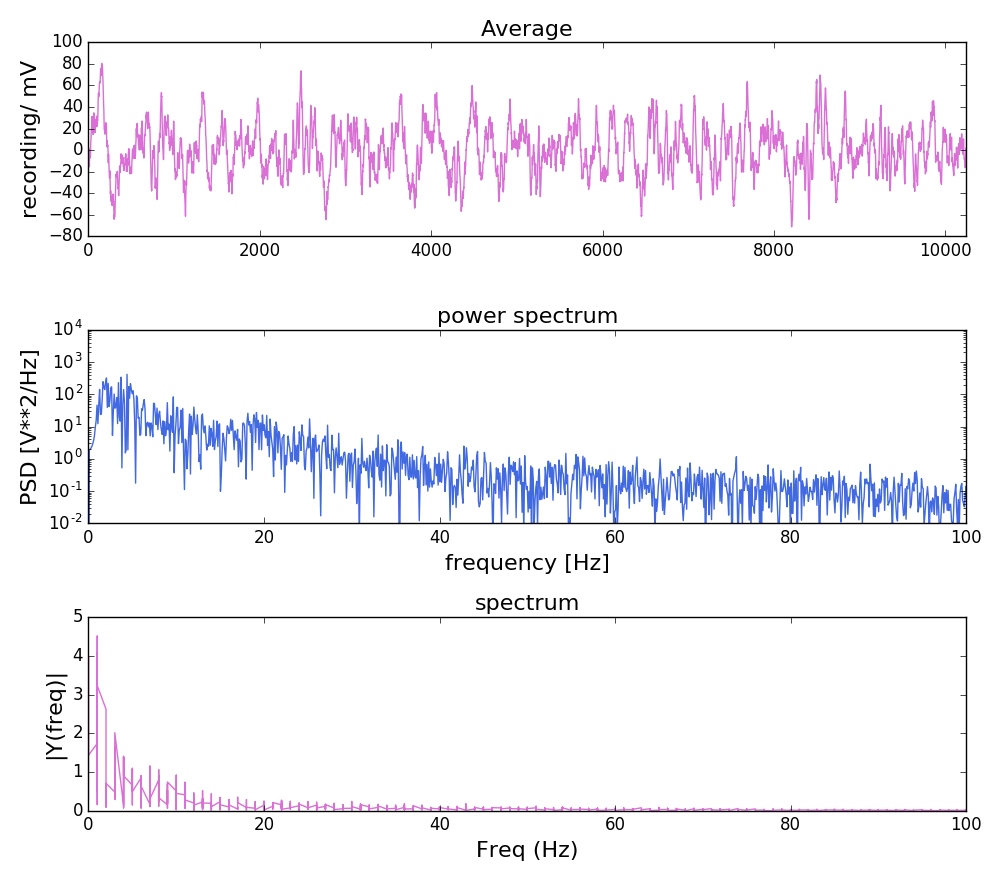 Average
recording/ mV
100
80
60
40
20
0
−20
−40
−60
−80
0 2000 4000 6000 8000 10000
power spectrum
PSD [V**2/Hz]
10^4
10^3
10^2
10^1
10^0
10^-1
10^-2
0 20 40 60 80 100
frequency [Hz]
spectrum
|Y(freq)|
5
4
3
2
1
0
0 20 40 60 80 100
Freq (Hz)